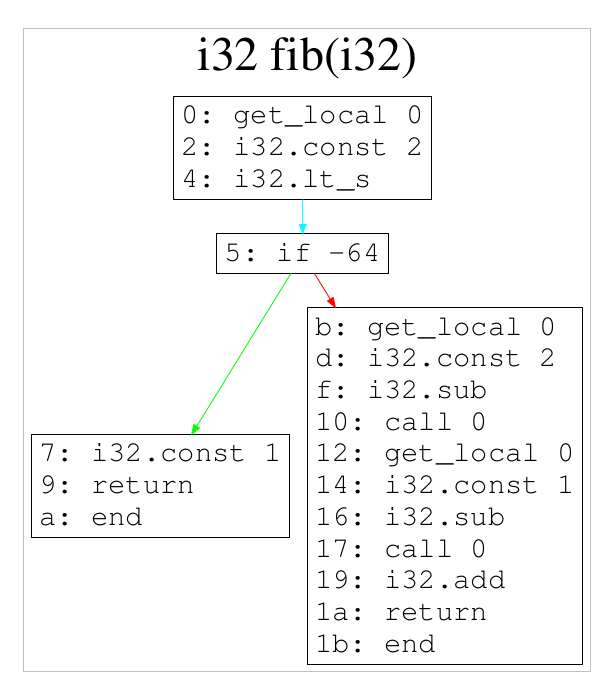 i32 fib(i32)
0: get_local 0
2: i32.const 2
4: i32.lt_s
5: if -64
7: i32.const 1
9: return
a: end
b: get_local 0
d: i32.const 2
f: i32.sub
10: call 0
12: get_local 0
14: i32.const 1
16: i32.sub
17: call 0
19: i32.add
1a: return
1b: end